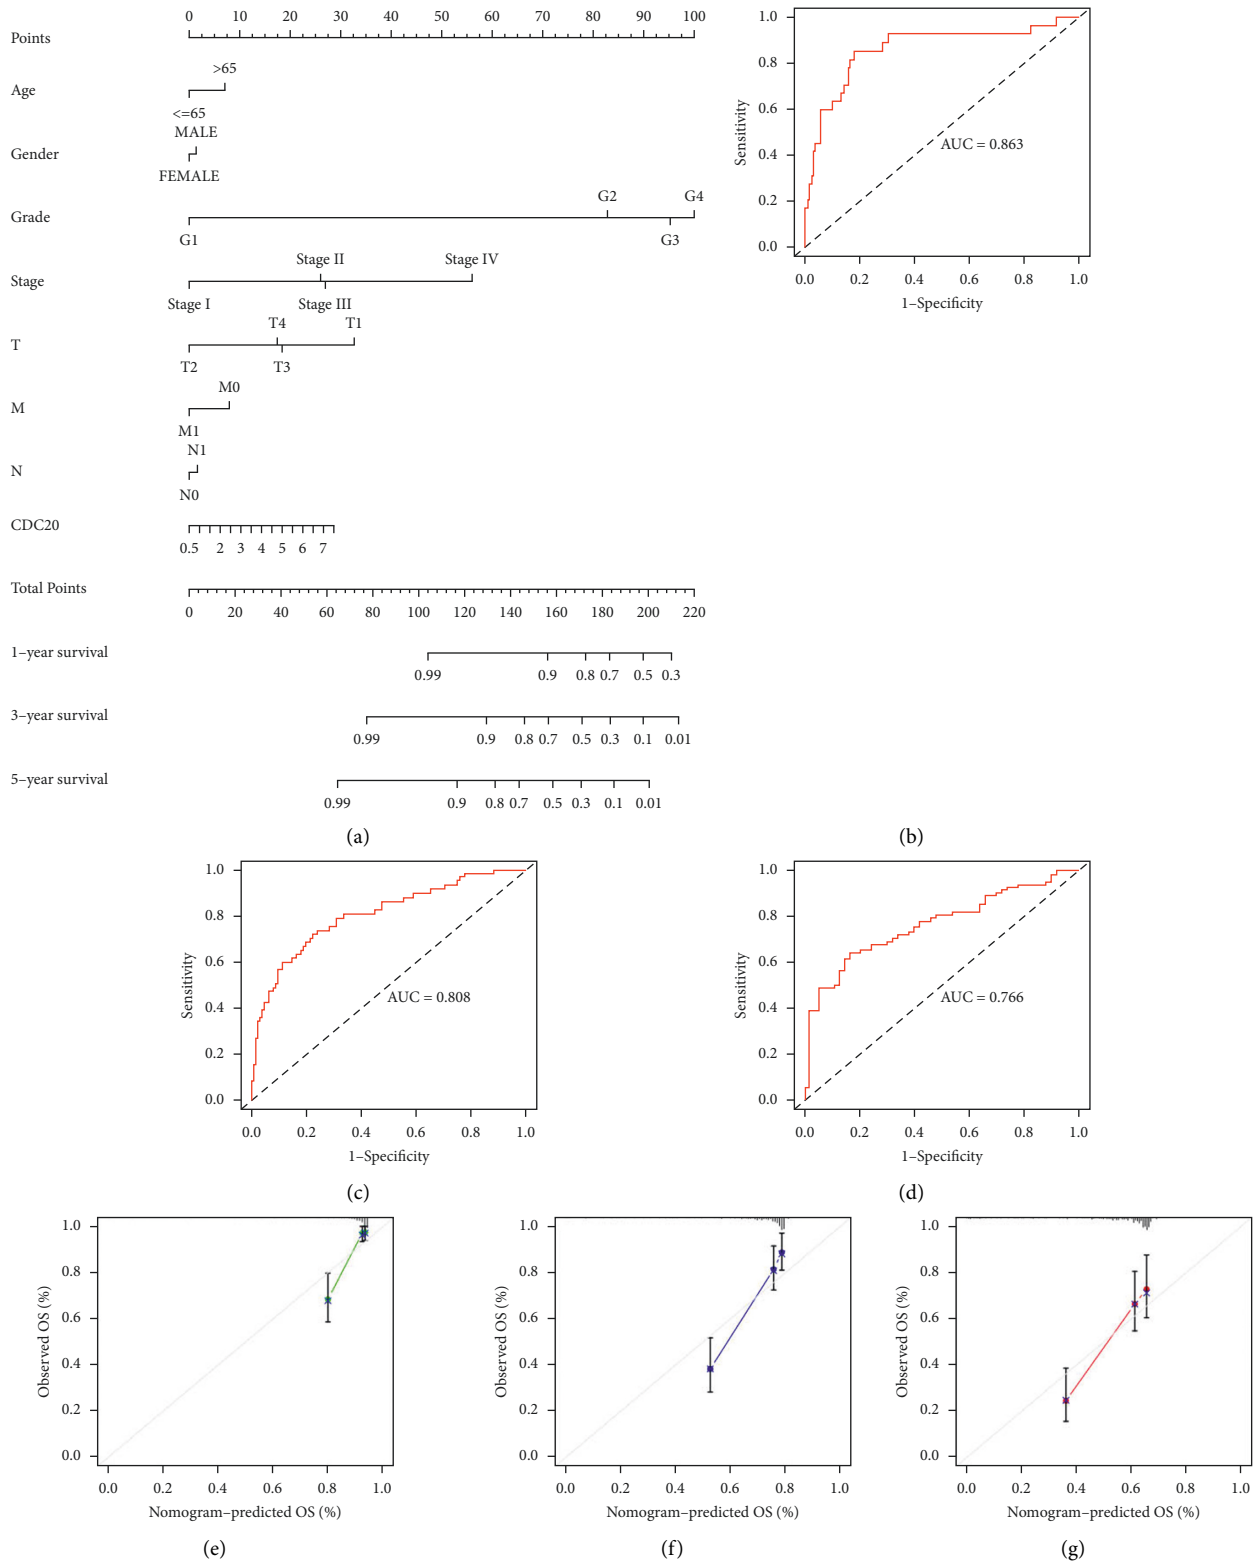 0 10 20 30 40 50 60 70 80 90 100
Points
>65
Age
<=65
MALE
Gender
FEMALE
G2 G4
Grade
G1 G3
Stage II Stage IV
Stage
Stage I Stage III
T4 T1
T
T2 T3
M0
M
M1
N1
N
N0
CDC20
0.5 2 3 4 5 6 7
Total Points
0 20 40 60 80 100 120 140 160 180 200 220
1–year survival
0.99 0.9 0.8 0.7 0.5 0.3
3–year survival
0.99 0.9 0.8 0.7 0.5 0.3 0.1 0.01
5–year survival
0.99 0.9 0.8 0.7 0.5 0.3 0.1 0.01
(a)
1.0
0.8
0.6
0.4
0.2
0.0
Sensitivity
AUC = 0.863
0.0 0.2 0.4 0.6 0.8 1.0
1–Specificity
(b)
1.0
0.8
0.6
0.4
0.2
0.0
Sensitivity
AUC = 0.808
0.0 0.2 0.4 0.6 0.8 1.0
1–Specificity
(c)
1.0
0.8
0.6
0.4
0.2
0.0
Sensitivity
AUC = 0.766
0.0 0.2 0.4 0.6 0.8 1.0
1–Specificity
(d)
1.0
0.8
0.6
0.4
0.2
0.0
Observed OS (%)
0.0 0.2 0.4 0.6 0.8 1.0
Nomogram–predicted OS (%)
(e)
1.0
0.8
0.6
0.4
0.2
0.0
Observed OS (%)
0.0 0.2 0.4 0.6 0.8 1.0
Nomogram–predicted OS (%)
(f)
1.0
0.8
0.6
0.4
0.2
0.0
Observed OS (%)
0.0 0.2 0.4 0.6 0.8 1.0
Nomogram–predicted OS (%)
(g)